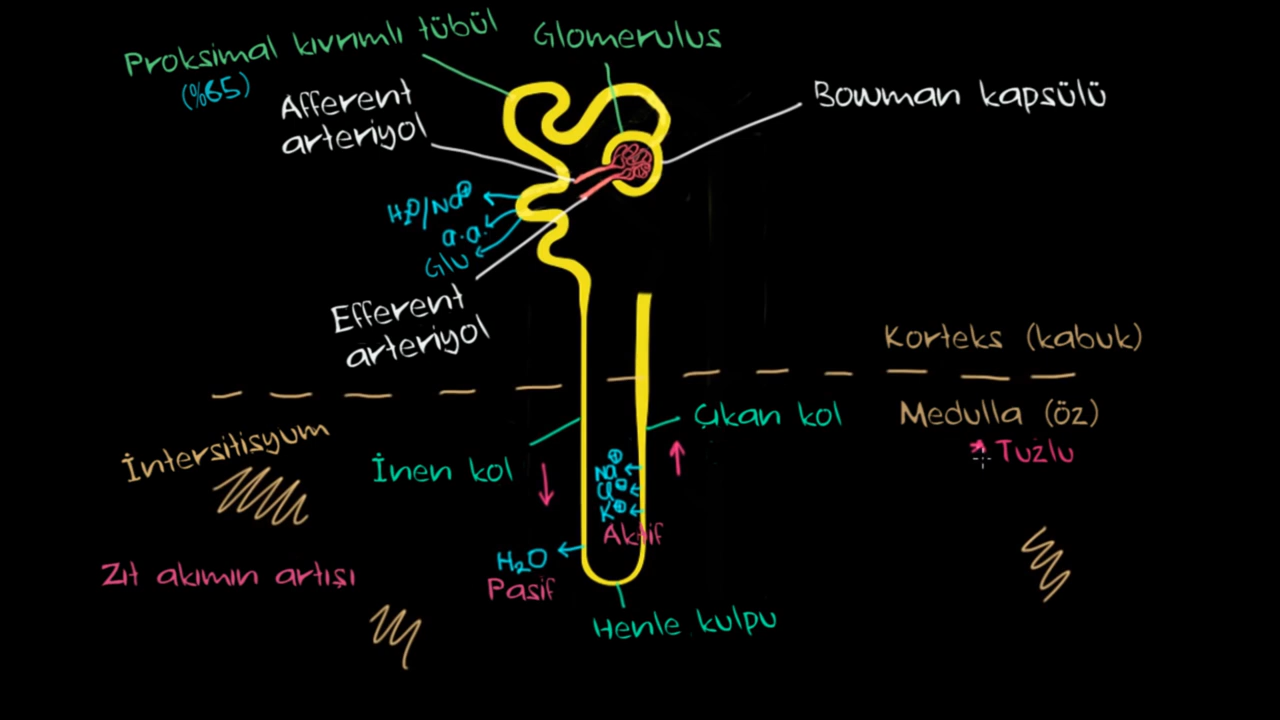 Proksimal kıvrımlı tübül
(%65)
Glomerulus
Afferent
arteriyol
Bowman kapsülü
H₂O/Na⊕
a.a.
Glu
Efferent
arteriyol
Korteks (kabuk)
Medulla (öz)
* Tuzlu
Çıkan kol
İntersitisyum
İnen kol
Na⊕
Cl⊖
K⊕
Aktif
H₂O
Pasif
Zıt akımın artışı
Henle kulpu